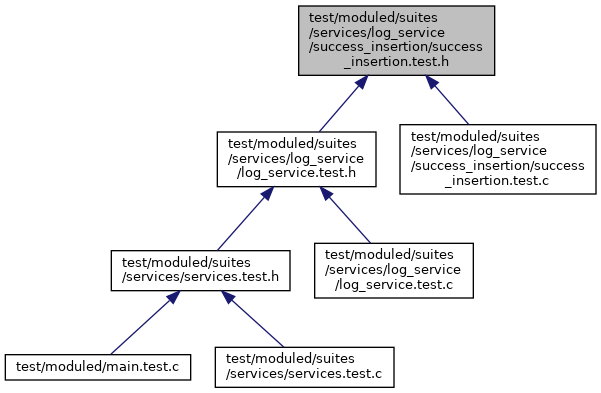 test/moduled/suites
/services/log_service
/success_insertion/success
_insertion.test.h
test/moduled/suites
/services/log_service
/log_service.test.h
test/moduled/suites
/services/log_service
/success_insertion/success
_insertion.test.c
test/moduled/suites
/services/services.test.h
test/moduled/suites
/services/log_service
/log_service.test.c
test/moduled/main.test.c
test/moduled/suites
/services/services.test.c